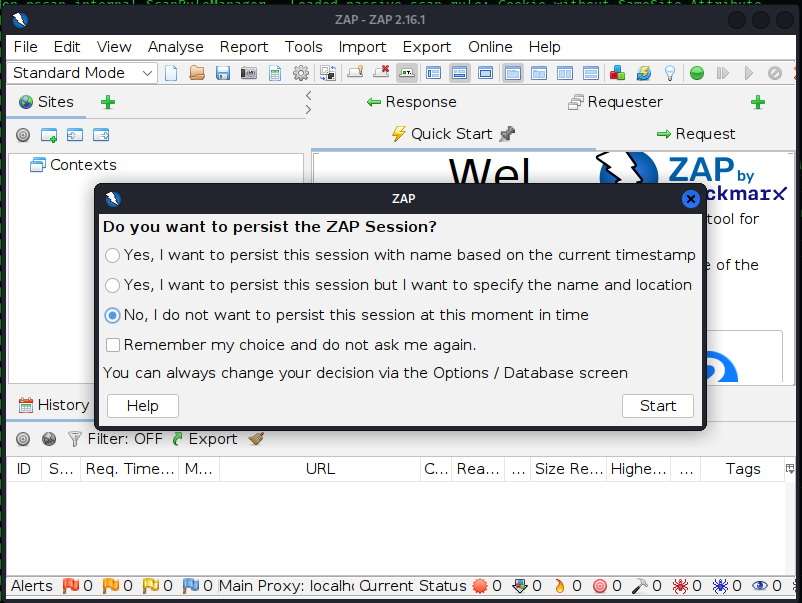 ZAP - ZAP 2.16.1
File Edit View Analyse Report Tools Import Export Online Help
Standard Mode
Sites
Response
Requester
Quick Start
Request
Contexts
Wel
ZAP by
ckmarx
tool for
e of the
ZAP
Do you want to persist the ZAP Session?
Yes, I want to persist this session with name based on the current timestamp
Yes, I want to persist this session but I want to specify the name and location
No, I do not want to persist this session at this moment in time
Remember my choice and do not ask me again.
You can always change your decision via the Options / Database screen
Help
Start
History
Filter: OFF Export
ID S... Req. Time... M... URL C... Rea... ... Size Re... Highe... ... Tags
Alerts 0 0 0 0 Main Proxy: localho Current Status 0 0 0 0 0 0 0 0